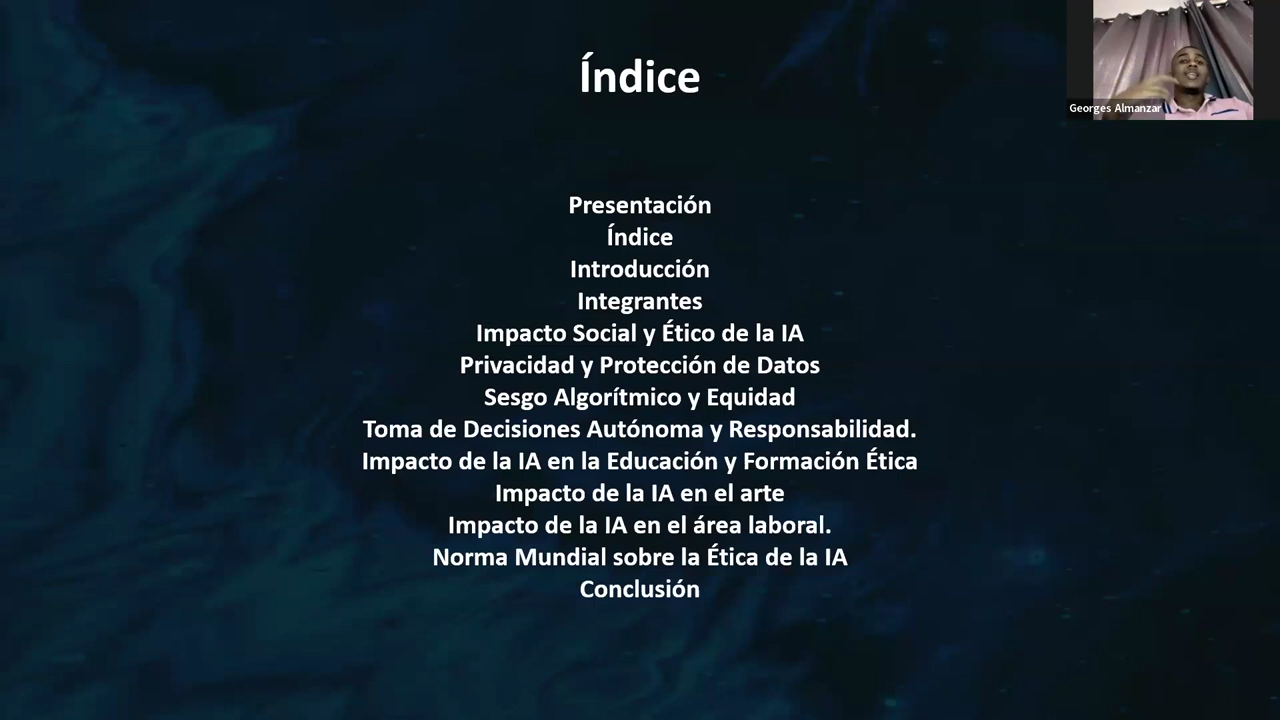 Índice
Georges Almanzar
Presentación
Índice
Introducción
Integrantes
Impacto Social y Ético de la IA
Privacidad y Protección de Datos
Sesgo Algorítmico y Equidad
Toma de Decisiones Autónoma y Responsabilidad.
Impacto de la IA en la Educación y Formación Ética
Impacto de la IA en el arte
Impacto de la IA en el área laboral.
Norma Mundial sobre la Ética de la IA
Conclusión